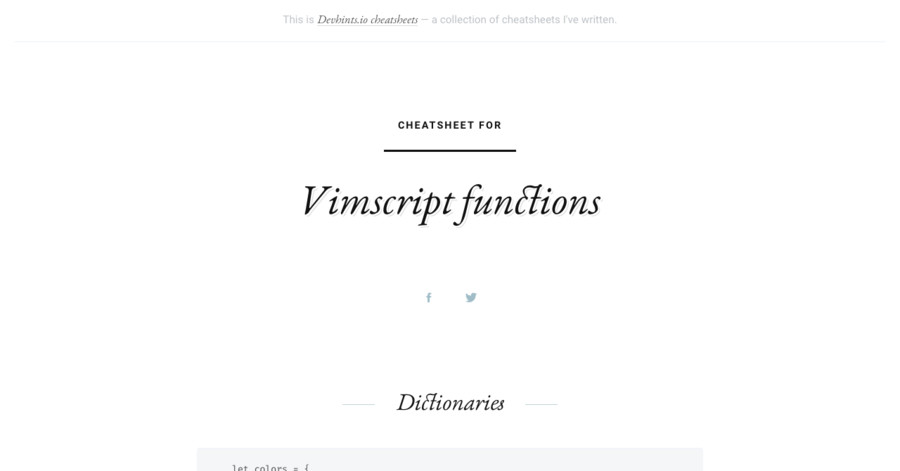 This is Devhints.io cheatsheets — a collection of cheatsheets I've written.
CHEATSHEET FOR
Vimscript functions
Dictionaries
let colors = {